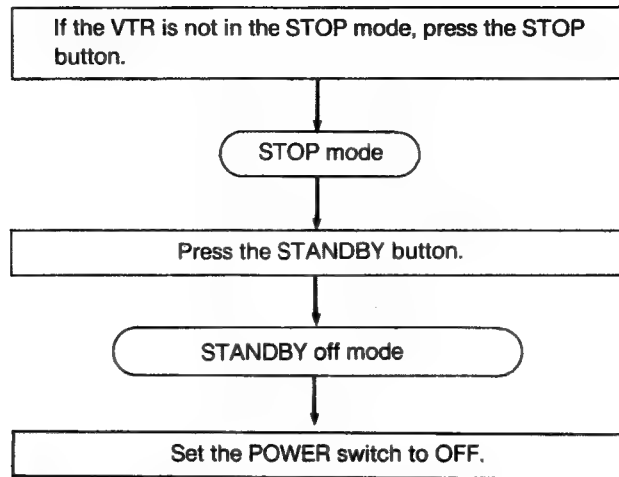 If the VTR is not in the STOP mode, press the STOP
button.
STOP mode
Press the STANDBY button.
STANDBY off mode
Set the POWER switch to OFF.